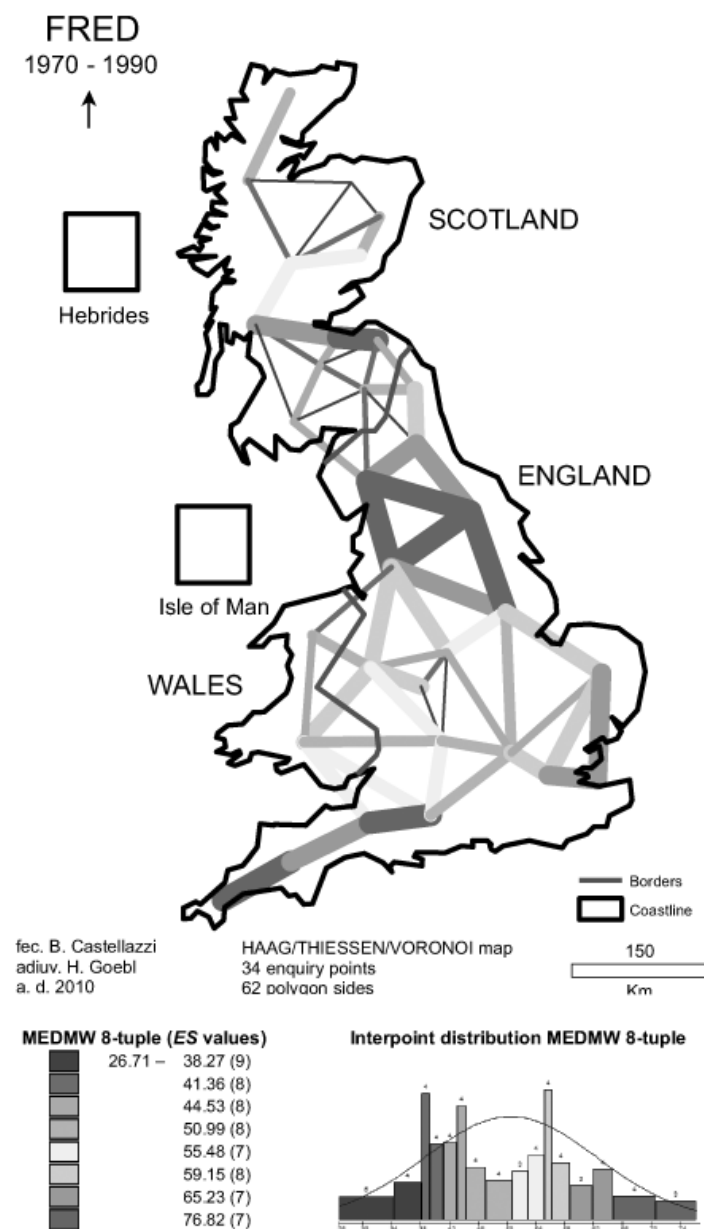 FRED
1970 - 1990
SCOTLAND
Hebrides
ENGLAND
Isle of Man
WALES
Borders
Coastline
fec. B. Castellazzi
adiuv. H. Goebl
a. d. 2010
HAAG/THIESSEN/VORONOI map
34 enquiry points
62 polygon sides
150
Km
MEDMW 8-tuple (ES values)
26.71 – 38.27 (9)
41.36 (8)
44.53 (8)
50.99 (8)
55.48 (7)
59.15 (8)
65.23 (7)
76.82 (7)
Interpoint distribution MEDMW 8-tuple